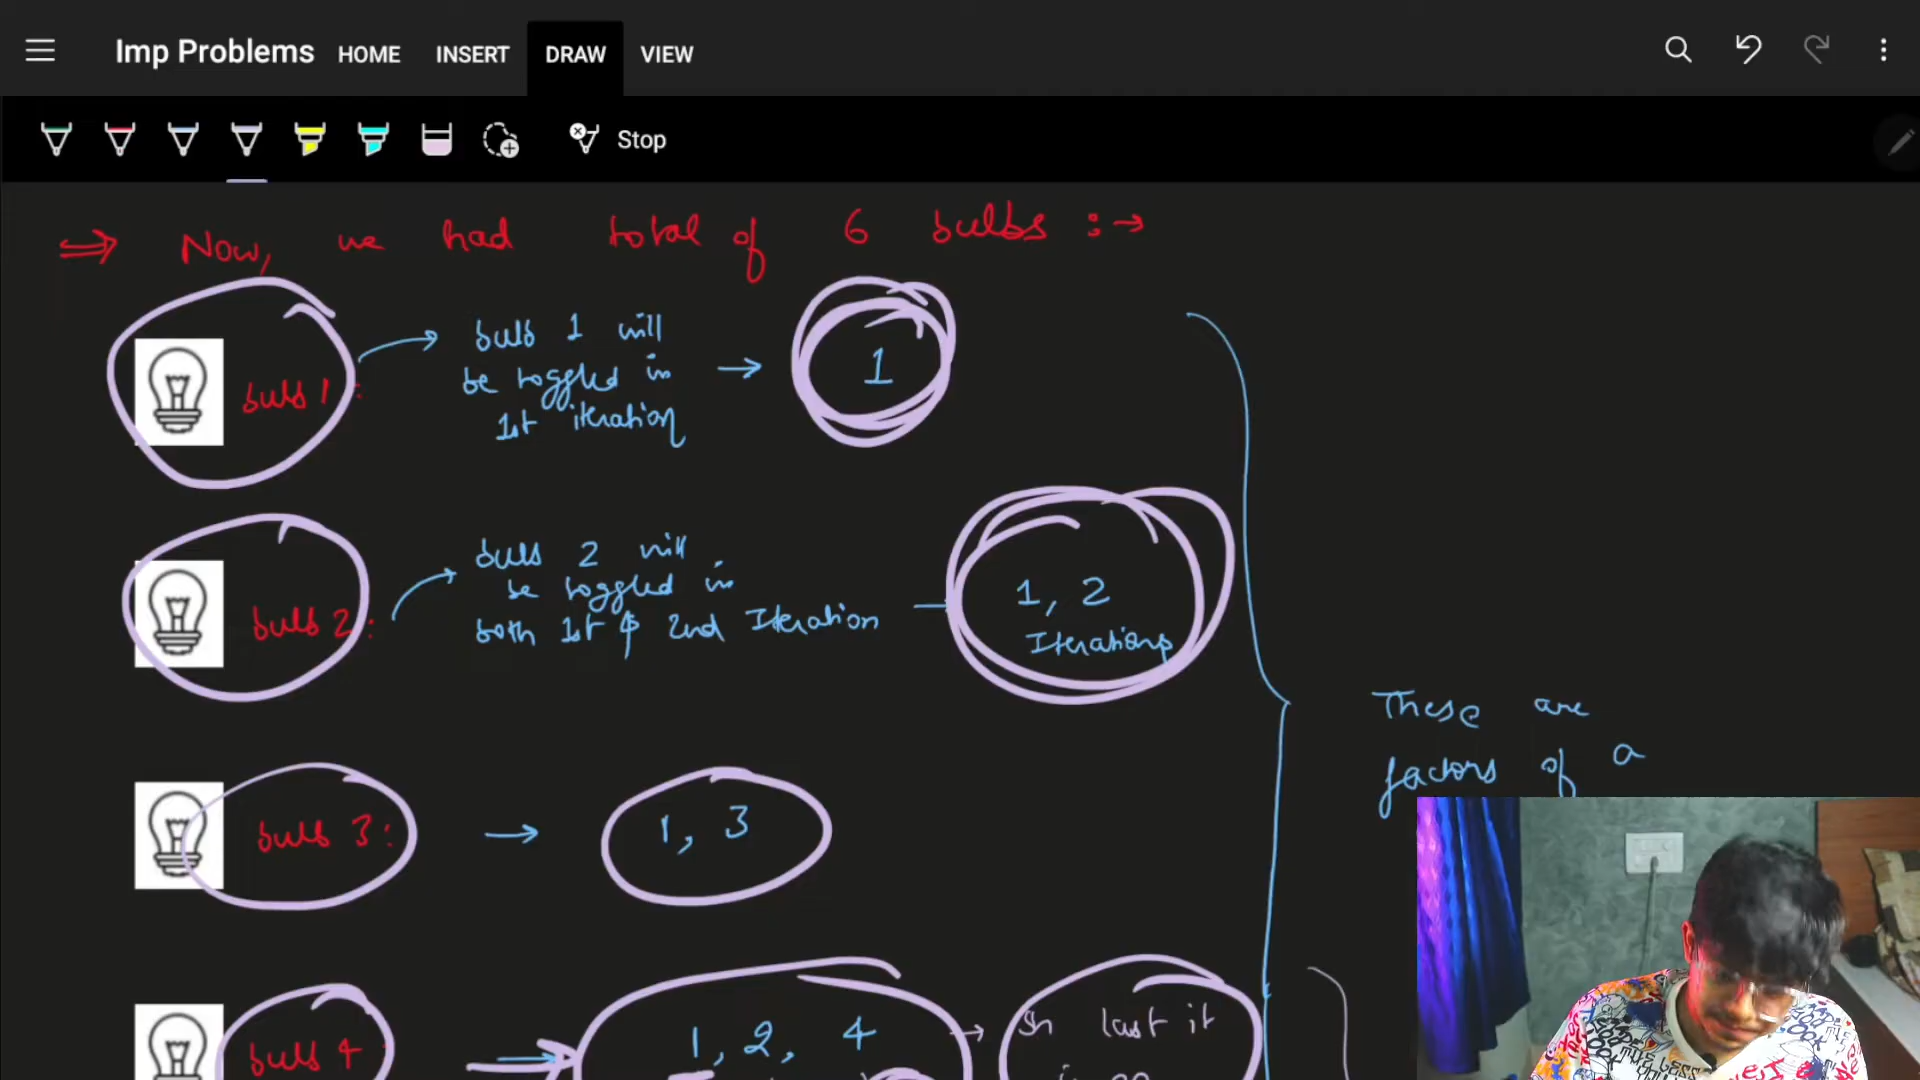 Imp Problems HOME INSERT DRAW VIEW
Stop
⇒ Now, we had total of 6 bulbs :→
bulb 1 :
→ bulb 1 will
be toggled in
1st iteration
→ 1
bulb 2 :
→ bulb 2 will
be toggled in
both 1st & 2nd Iteration
1, 2
Iterations
bulb 3 : → 1, 3
These are
factors of a
bulb 4 → 1, 2, 4 → In last it